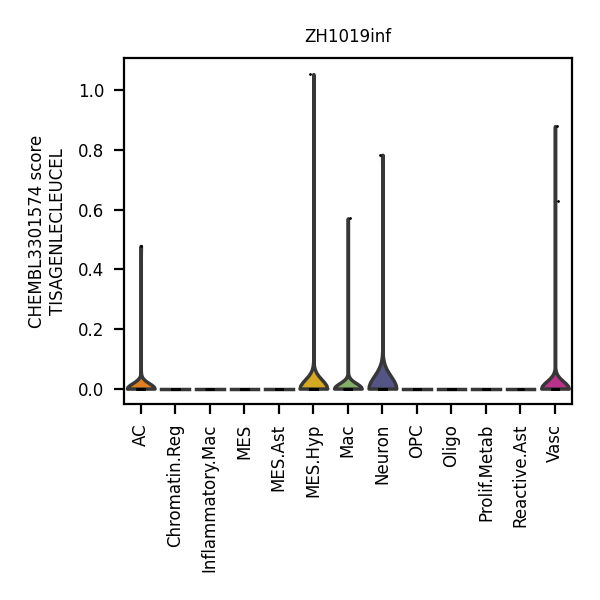 ZH1019inf
CHEMBL3301574 score
TISAGENLECLEUCEL
1.0
0.8
0.6
0.4
0.2
0.0
AC
Chromatin.Reg
Inflammatory.Mac
MES
MES.Ast
MES.Hyp
Mac
Neuron
OPC
Oligo
Prolif.Metab
Reactive.Ast
Vasc